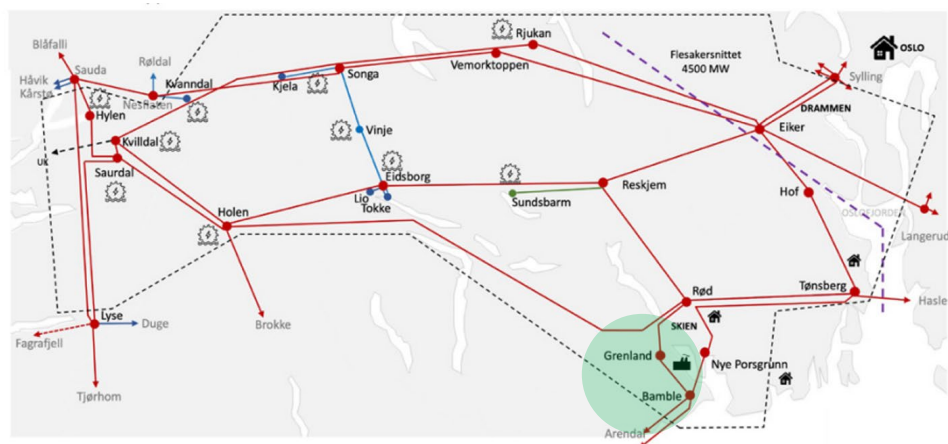 Blåfalli
Sauda
Håvik
Kårstø
Røldal
Kvanndal
Nesflaten
Hylen
Kvilldal
UK
Saurdal
Kjela
Songa
Vinje
Rjukan
Vemorktoppen
Flesakersnittet
4500 MW
OSLO
Sylling
DRAMMEN
Eiker
Eidsborg
Lio
Tokke
Sundsbarm
Reskjem
Hof
OSLOFJORDEN
Langerud
Holen
Brokke
Lyse
Duge
Fagrafjell
Tjørhom
Rød
Tønsberg
Hasle
SKIEN
Grenland
Nye Porsgrunn
Bamble
Arendal